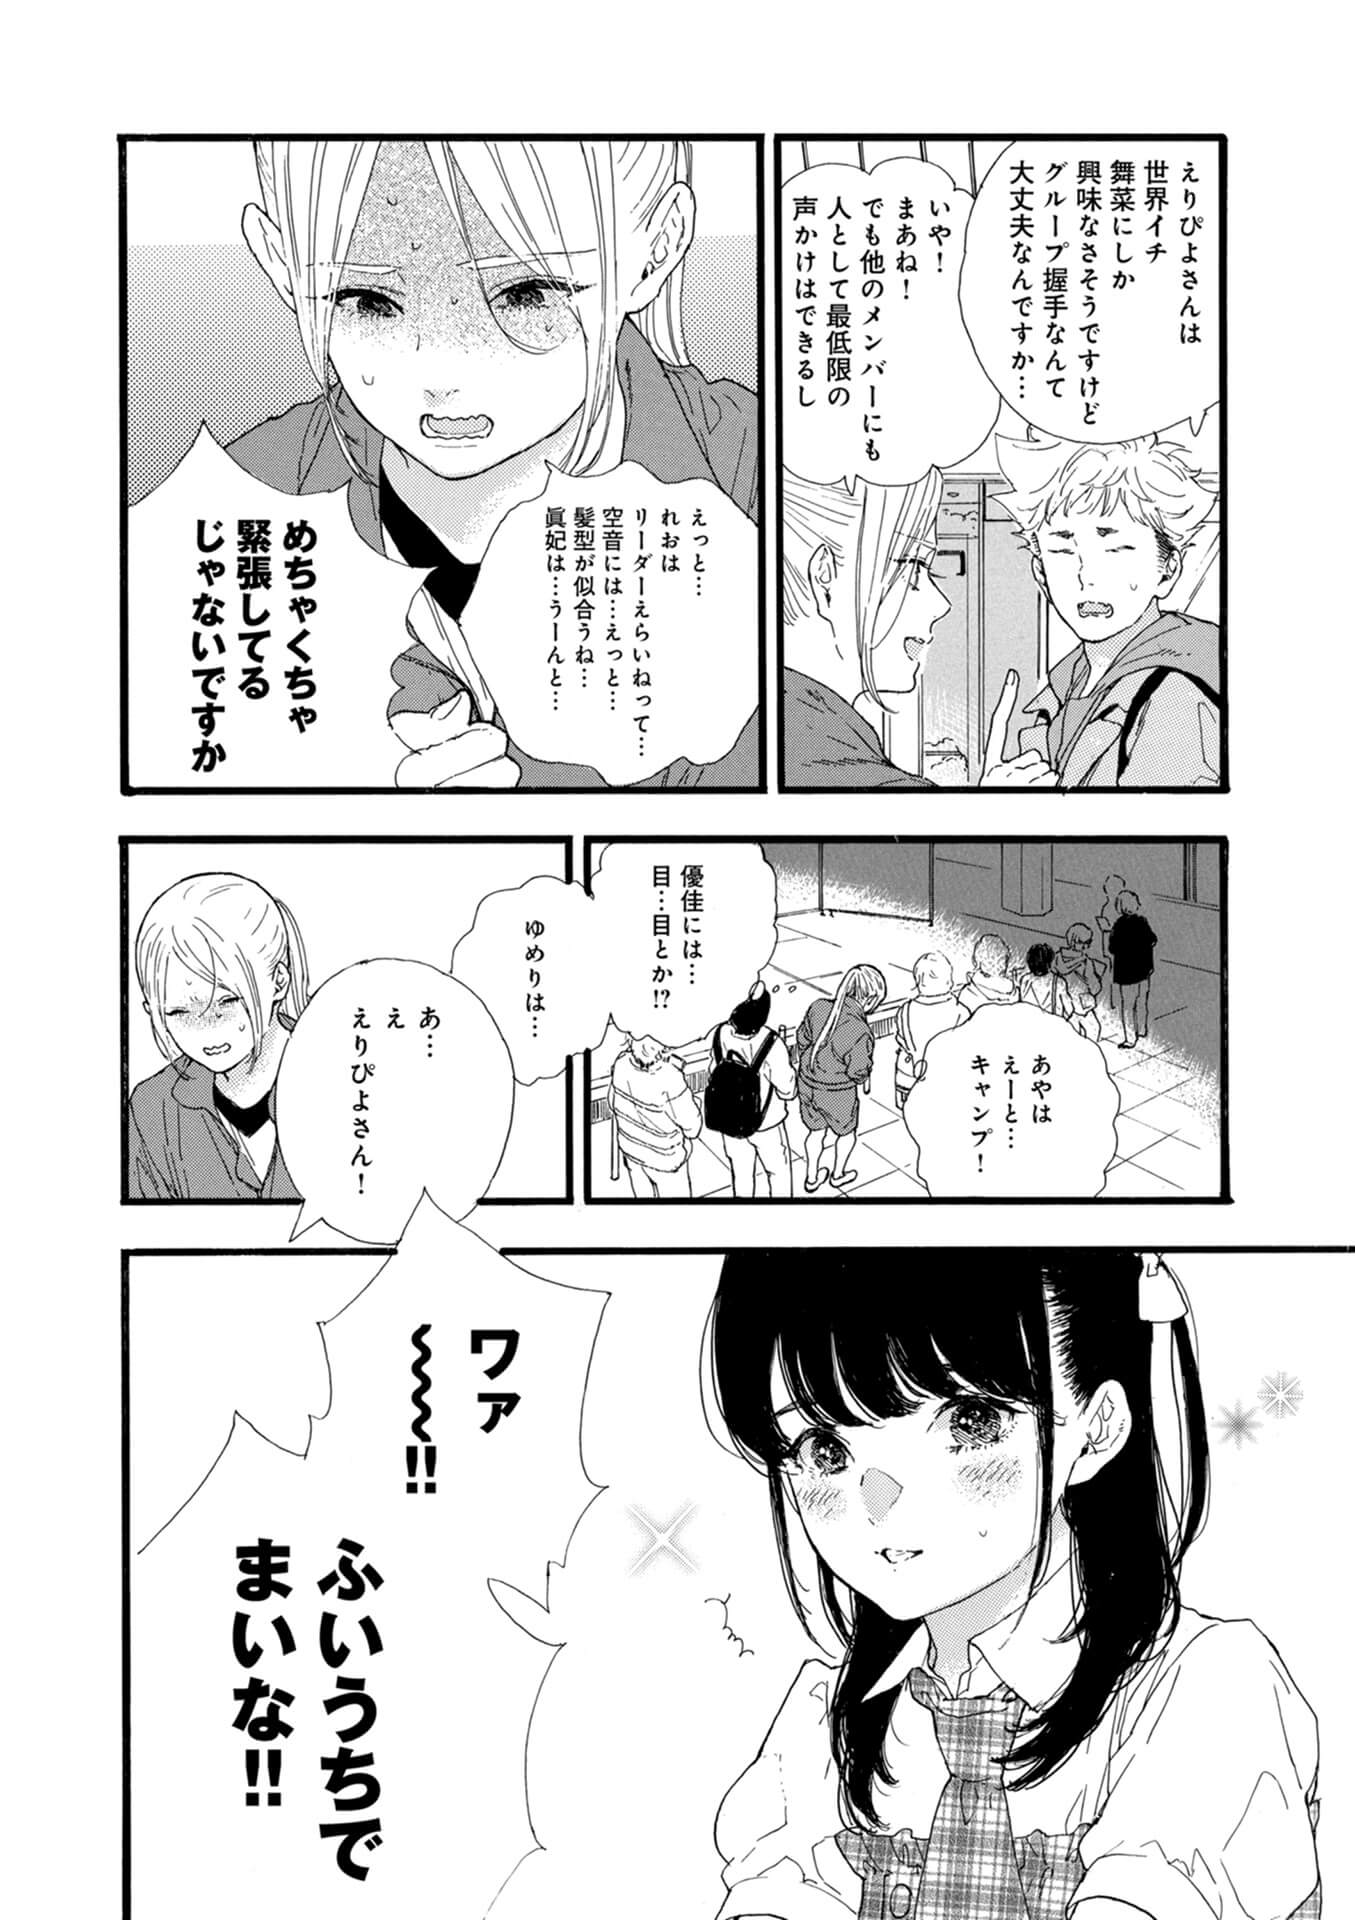 えりぴよさんは
世界イチ
舞菜にしか
興味なさそうですけど
グループ握手なんて
大丈夫なんですか…
いや!
まあね!
でも他のメンバーにも
人として最低限の
声かけはできるし
えっと…
れおは
リーダーえらいねって…
空音には…えっと…
髪型が似合うね…
眞妃は…うーんと…
めちゃくちゃ
緊張してる
じゃないですか
あやは
えーと…
キャンプ!
優佳には…
目…目とか!?
ゆめりは…
あ…
え
えりぴよさん!
ワァ
〜〜〜!!
ふいうちで
まいな!!